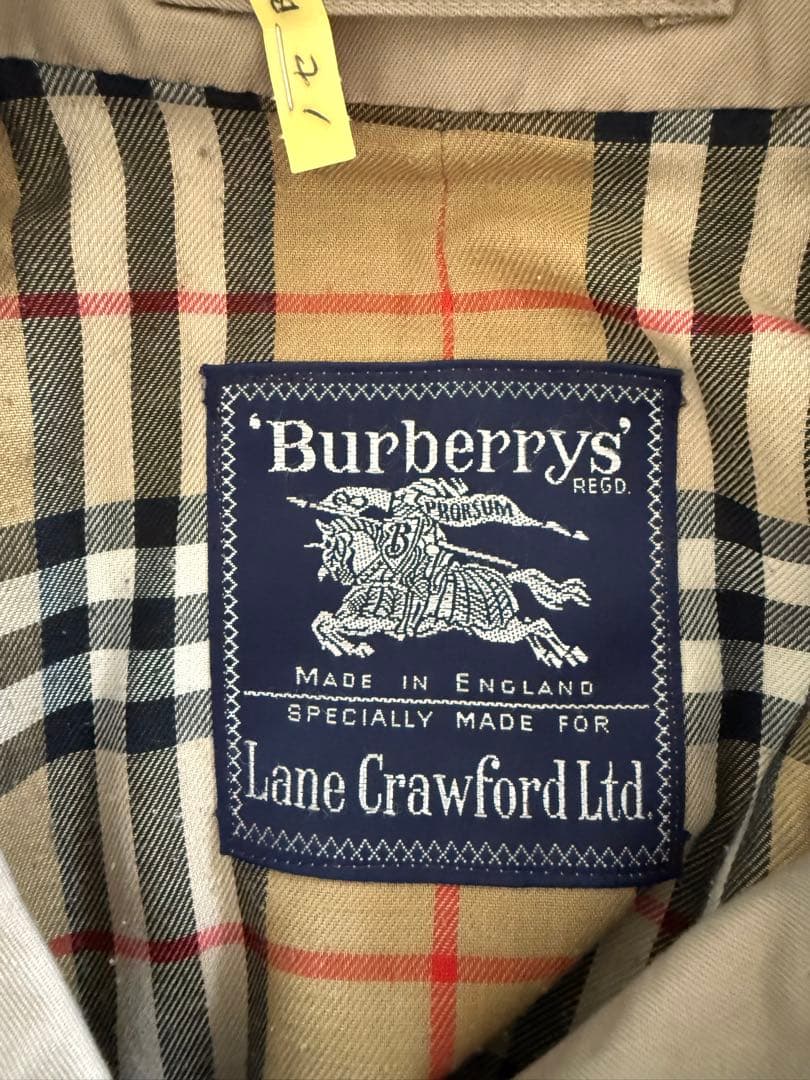 'Burberrys'
REGD.
PRORSUM
B
MADE IN ENGLAND
SPECIALLY MADE FOR
Lane Crawford Ltd.